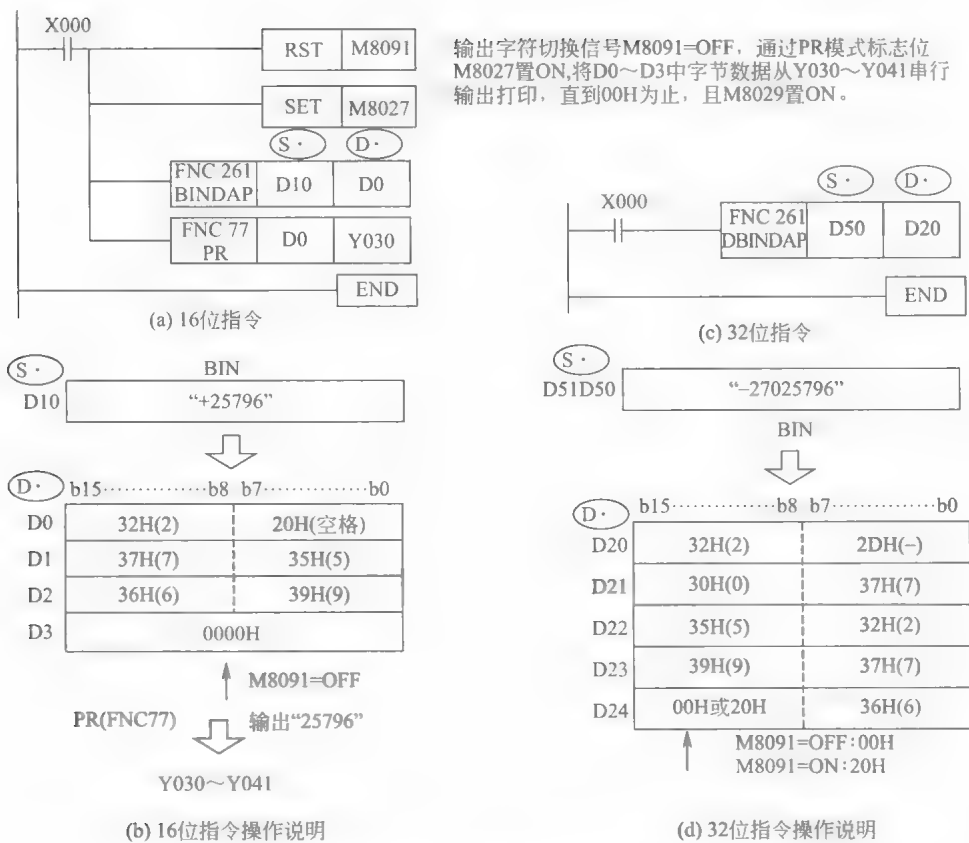 X000
RST M8091
SET M8027
S· D·
FNC 261 BINDAP D10 D0
FNC 77 PR D0 Y030
END
(a) 16位指令
输出字符切换信号M8091=OFF，通过PR模式标志位
M8027置ON,将D0～D3中字节数据从Y030～Y041串行
输出打印，直到00H为止，且M8029置ON。
S· D·
X000
FNC 261 DBINDAP D50 D20
END
(c) 32位指令
S· BIN
D10 “+25796”
D· b15··············b8 b7··············b0
D0 32H(2) 20H(空格)
D1 37H(7) 35H(5)
D2 36H(6) 39H(9)
D3 0000H
M8091=OFF
PR(FNC77) 输出“25796”
Y030～Y041
(b) 16位指令操作说明
S·
D51D50 “−27025796”
BIN
D· b15··············b8 b7··············b0
D20 32H(2) 2DH(−)
D21 30H(0) 37H(7)
D22 35H(5) 32H(2)
D23 39H(9) 37H(7)
D24 00H或20H 36H(6)
M8091=OFF:00H
M8091=ON:20H
(d) 32位指令操作说明